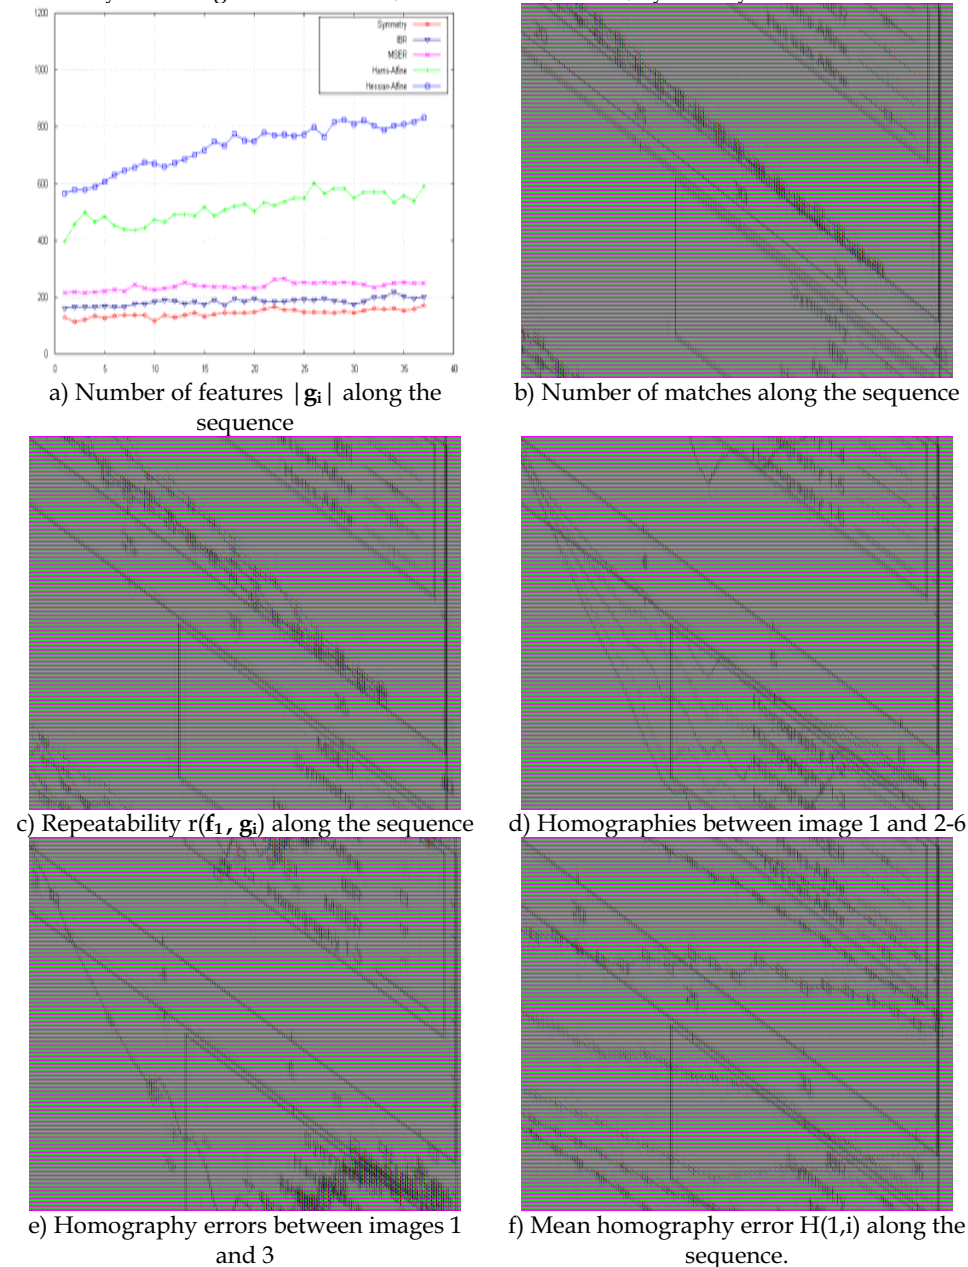 1200
1000
800
600
400
200
0
0 5 10 15 20 25 30 35 40
Symmetry
IBR
MSER
Harris-Affine
Hessian-Affine
a) Number of features |gᵢ| along the
sequence
b) Number of matches along the sequence
c) Repeatability r(f₁ , gᵢ) along the sequence
d) Homographies between image 1 and 2-6
e) Homography errors between images 1
and 3
f) Mean homography error H(1,i) along the
sequence.